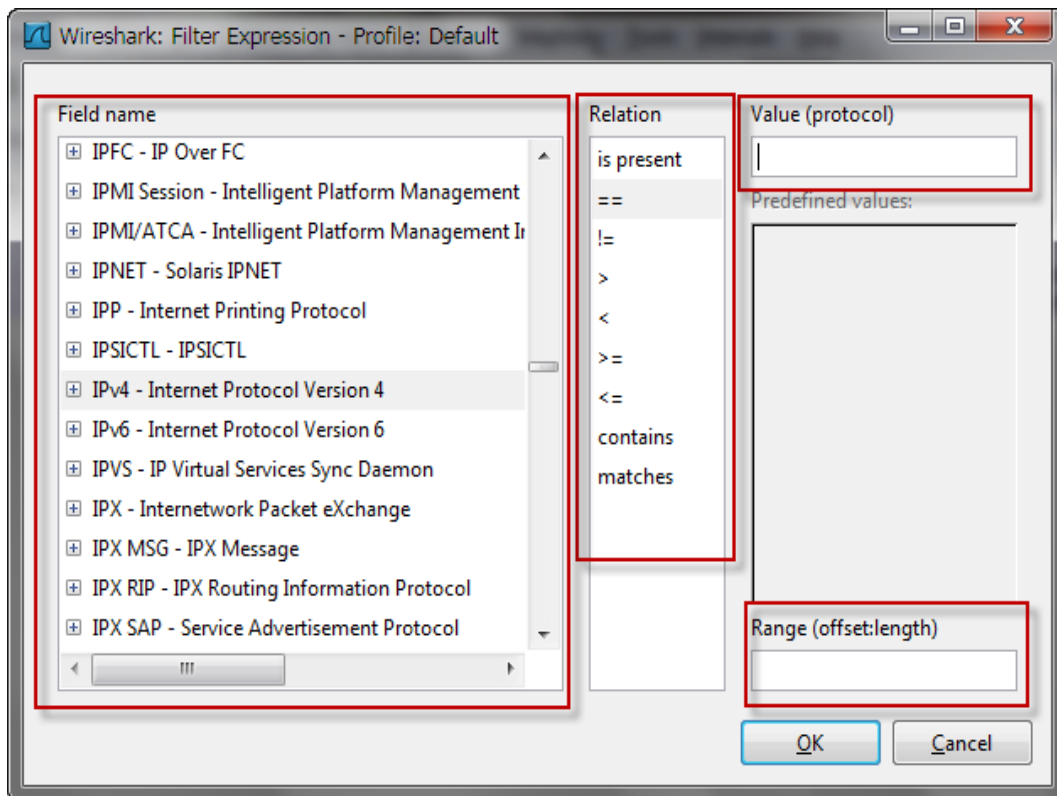 Wireshark: Filter Expression - Profile: Default
Field name
IPFC - IP Over FC
IPMI Session - Intelligent Platform Management
IPMI/ATCA - Intelligent Platform Management
IPNET - Solaris IPNET
IPP - Internet Printing Protocol
IPSICTL - IPSICTL
IPv4 - Internet Protocol Version 4
IPv6 - Internet Protocol Version 6
IPVS - IP Virtual Services Sync Daemon
IPX - Internetwork Packet eXchange
IPX MSG - IPX Message
IPX RIP - IPX Routing Information Protocol
IPX SAP - Service Advertisement Protocol
Relation
is present
==
!=
>
<
>=
<=
contains
matches
Value (protocol)
Predefined values:
Range (offset:length)
OK
Cancel